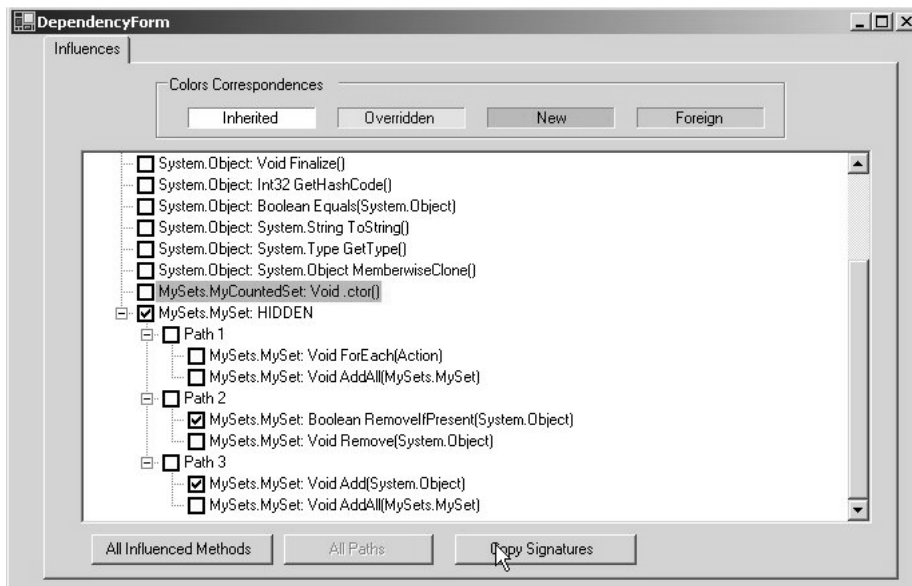 DependencyForm
Influences
Colors Correspondences
Inherited Overridden New Foreign
System.Object: Void Finalize()
System.Object: Int32 GetHashCode()
System.Object: Boolean Equals(System.Object)
System.Object: System.String ToString()
System.Object: System.Type GetType()
System.Object: System.Object MemberwiseClone()
MySets.MyCountedSet: Void .ctor()
MySets.MySet: HIDDEN
Path 1
MySets.MySet: Void ForEach(Action)
MySets.MySet: Void AddAll(MySets.MySet)
Path 2
MySets.MySet: Boolean RemoveIfPresent(System.Object)
MySets.MySet: Void Remove(System.Object)
Path 3
MySets.MySet: Void Add(System.Object)
MySets.MySet: Void AddAll(MySets.MySet)
All Influenced Methods All Paths Copy Signatures